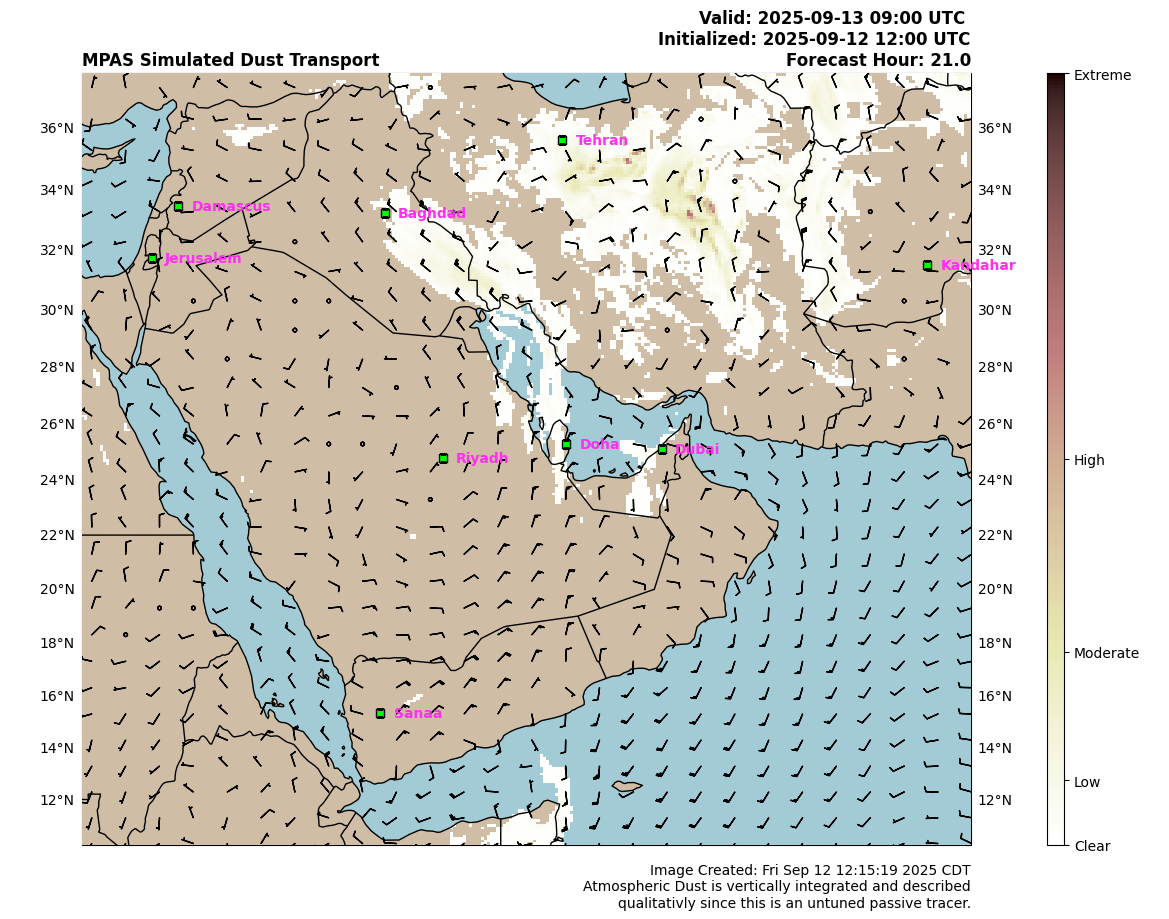 Valid: 2025-09-13 09:00 UTC
Initialized: 2025-09-12 12:00 UTC
MPAS Simulated Dust Transport Forecast Hour: 21.0
Extreme
36°N Tehran 36°N
34°N 34°N
Damascus Baghdad
32°N 32°N
Jerusalem Kandahar
30°N 30°N
28°N 28°N
26°N 26°N
Doha Dubai
Riyadh High
24°N 24°N
22°N 22°N
20°N 20°N
18°N 18°N
Moderate
16°N 16°N
Sanaa
14°N 14°N
Low
12°N 12°N
Clear
Image Created: Fri Sep 12 12:15:19 2025 CDT
Atmospheric Dust is vertically integrated and described
qualitativly since this is an untuned passive tracer.